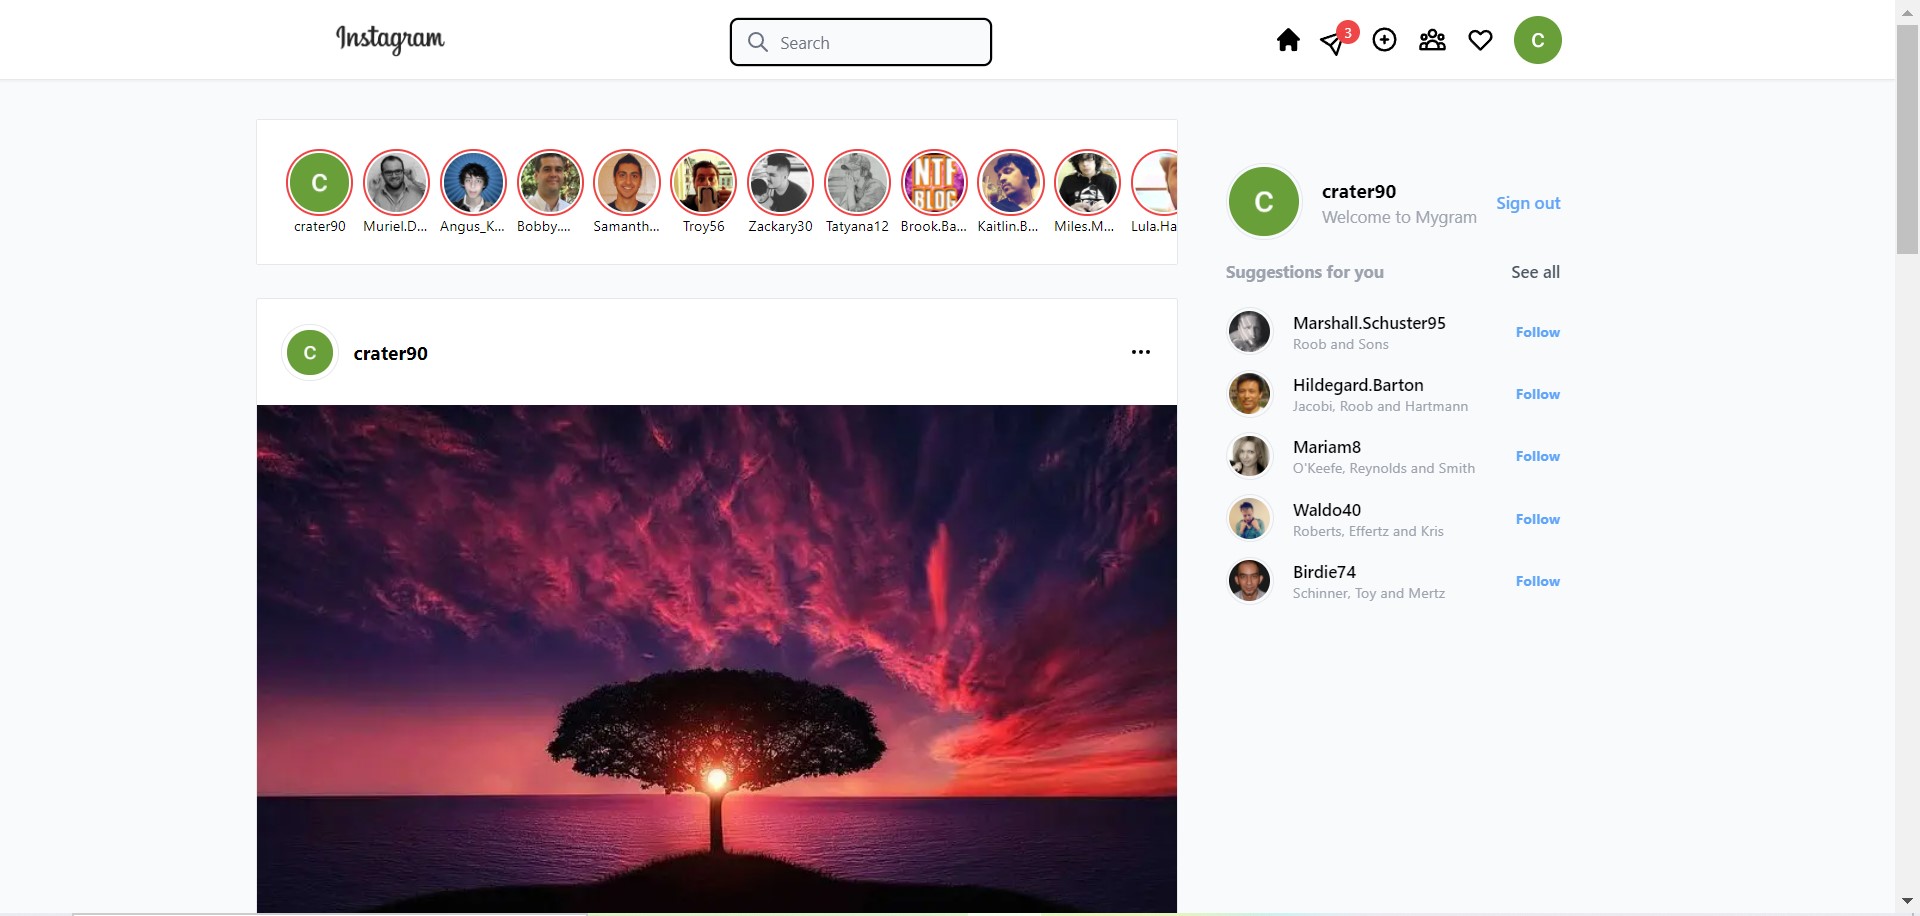 Instagram
Search
3
C
C
NTF
BLOG
crater90
Muriel.D...
Angus_K...
Bobby....
Samanth...
Troy56
Zackary30
Tatyana12
Brook.Ba...
Kaitlin.B...
Miles.M...
Lula.Ha
C
crater90
C
crater90
Welcome to Mygram
Sign out
Suggestions for you
See all
Marshall.Schuster95
Roob and Sons
Follow
Hildegard.Barton
Jacobi, Roob and Hartmann
Follow
Mariam8
O'Keefe, Reynolds and Smith
Follow
Waldo40
Roberts, Effertz and Kris
Follow
Birdie74
Schinner, Toy and Mertz
Follow